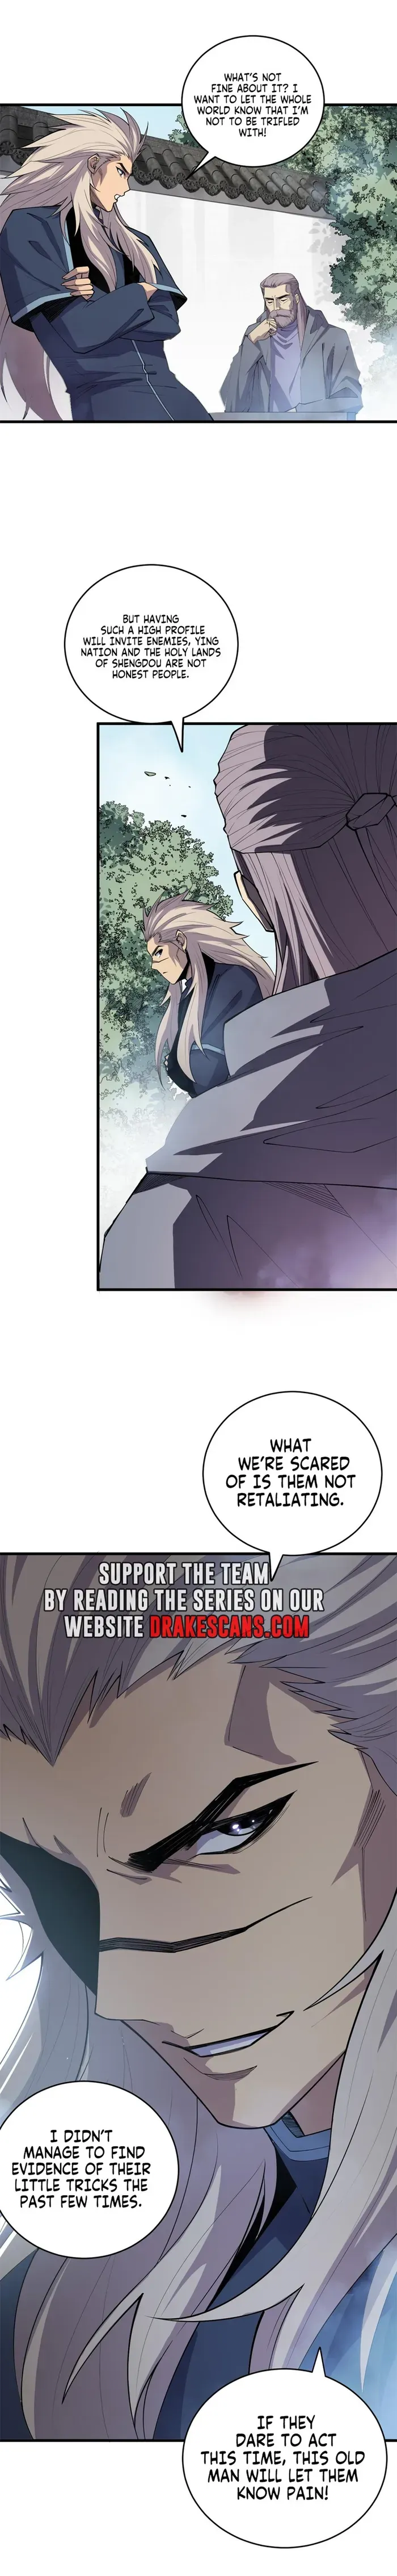 WHAT'S NOT
FINE ABOUT IT? I
WANT TO LET THE WHOLE
WORLD KNOW THAT I'M
NOT TO BE TRIFLED
WITH!
BUT HAVING
SUCH A HIGH PROFILE
WILL INVITE ENEMIES, YING
NATION AND THE HOLY LANDS
OF SHENGDOU ARE NOT
HONEST PEOPLE.
WHAT
WE'RE SCARED
OF IS THEM NOT
RETALIATING.
SUPPORT THE TEAM
BY READING THE SERIES ON OUR
WEBSITE DRAKESCANS.COM
I DIDN'T
MANAGE TO FIND
EVIDENCE OF THEIR
LITTLE TRICKS THE
PAST FEW TIMES.
IF THEY
DARE TO ACT
THIS TIME, THIS OLD
MAN WILL LET THEM
KNOW PAIN!